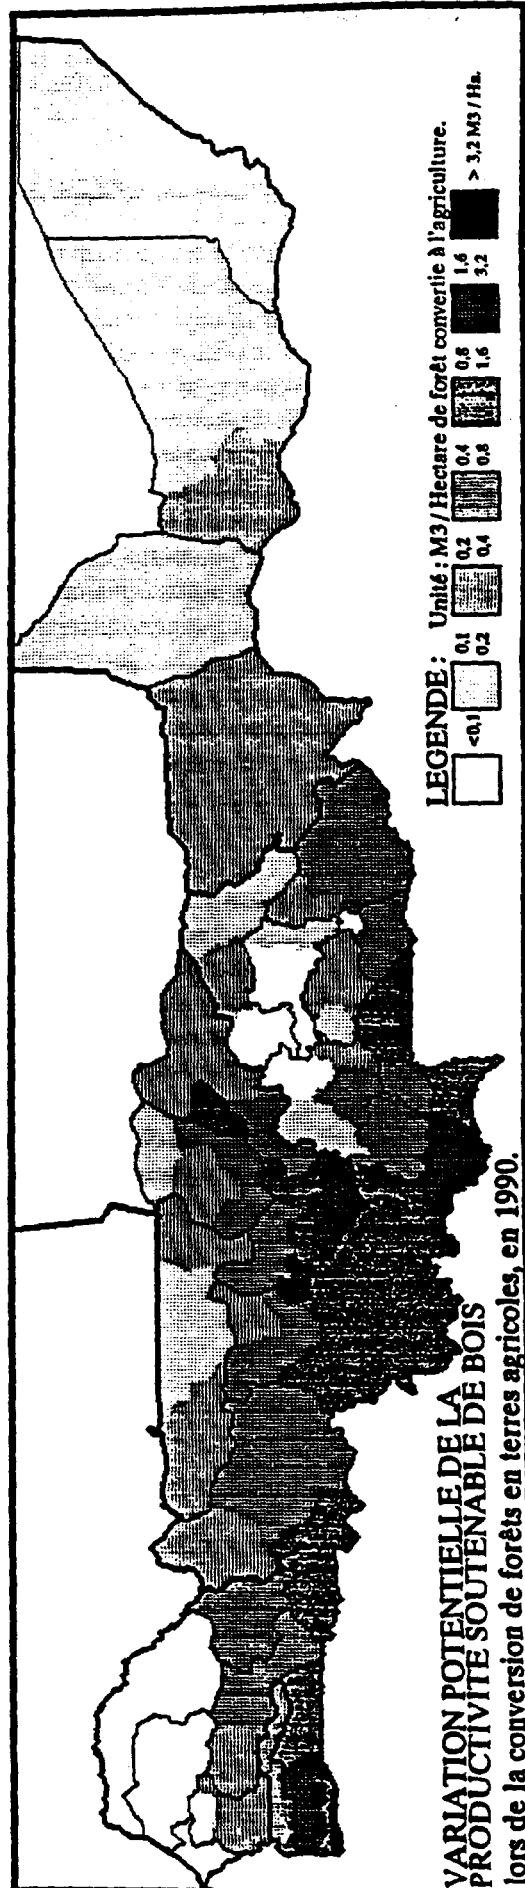 VARIATION POTENTIELLE DE LA
PRODUCTIVITE SOUTENABLE DE BOIS
lors de la conversion de forêts en terres agricoles, en 1990.
LEGENDE : Unité : M3 / Hectare de forêt convertie à l'agriculture.
<0,1
0,1
0,2
0,2
0,4
0,4
0,8
0,8
1,6
1,6
3,2
> 3,2 M3 / Ha.